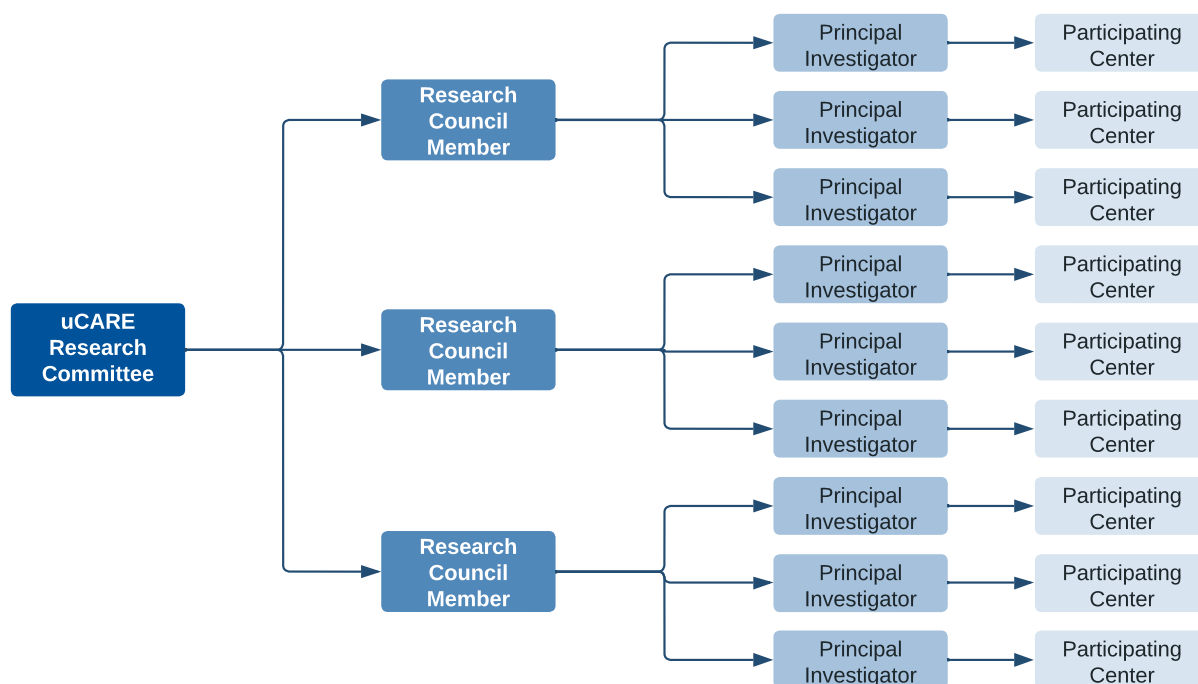 Principal
Investigator
Participating
Center
Research
Council
Member
Principal
Investigator
Participating
Center
Principal
Investigator
Participating
Center
Principal
Investigator
Participating
Center
uCARE
Research
Committee
Research
Council
Member
Principal
Investigator
Participating
Center
Principal
Investigator
Participating
Center
Principal
Investigator
Participating
Center
Research
Council
Member
Principal
Investigator
Participating
Center
Principal
Investigator
Participating
Center